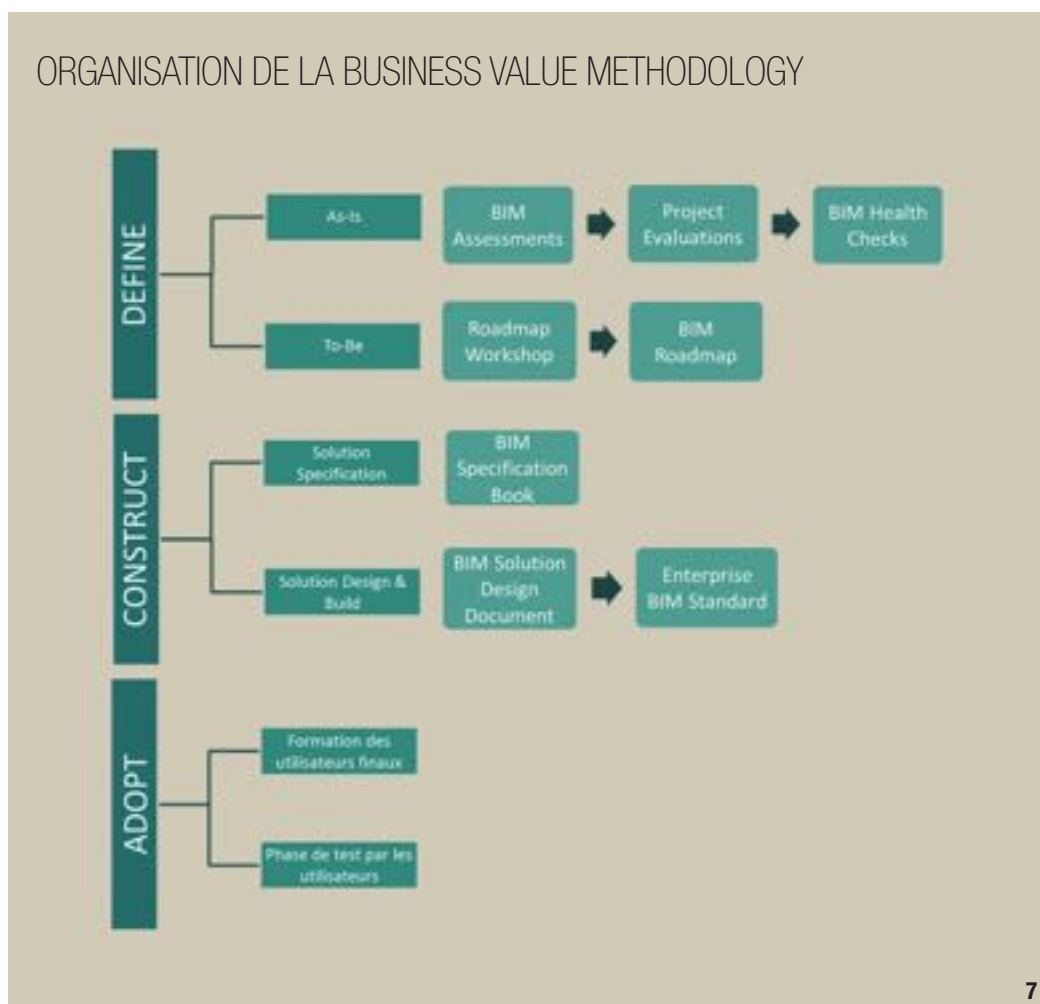 ORGANISATION DE LA BUSINESS VALUE METHODOLOGY
DEFINE
As-Is
BIM
Assessments
Project
Evaluations
BIM Health
Checks
To-Be
Roadmap
Workshop
BIM
Roadmap
CONSTRUCT
Solution
Specification
BIM
Specification
Book
Solution Design &
Build
BIM Solution
Design
Document
Enterprise
BIM Standard
ADOPT
Formation des
utilisateurs finaux
Phase de test par les
utilisateurs
7